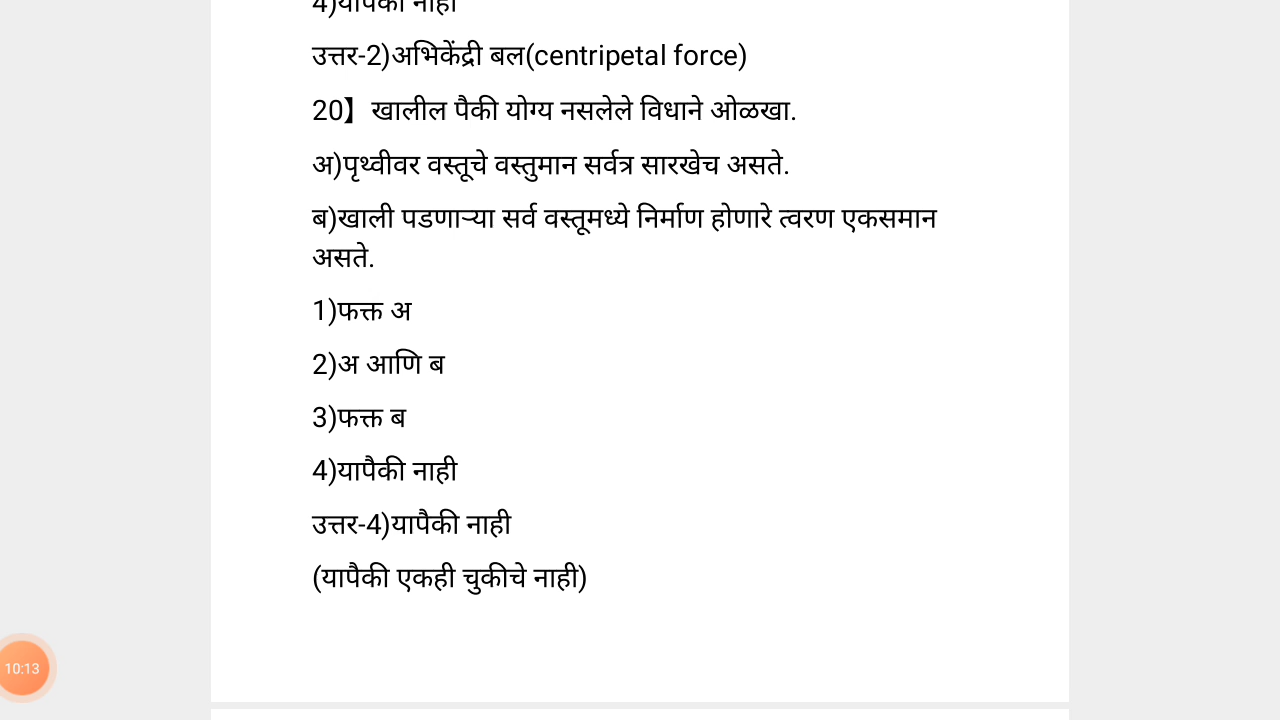 4)यापैकी नाही
उत्तर-2)अभिकेंद्री बल(centripetal force)
20】खालील पैकी योग्य नसलेले विधाने ओळखा.
अ)पृथ्वीवर वस्तूचे वस्तुमान सर्वत्र सारखेच असते.
ब)खाली पडणाऱ्या सर्व वस्तूमध्ये निर्माण होणारे त्वरण एकसमान
असते.
1)फक्त अ
2)अ आणि ब
3)फक्त ब
4)यापैकी नाही
उत्तर-4)यापैकी नाही
(यापैकी एकही चुकीचे नाही)
10:13